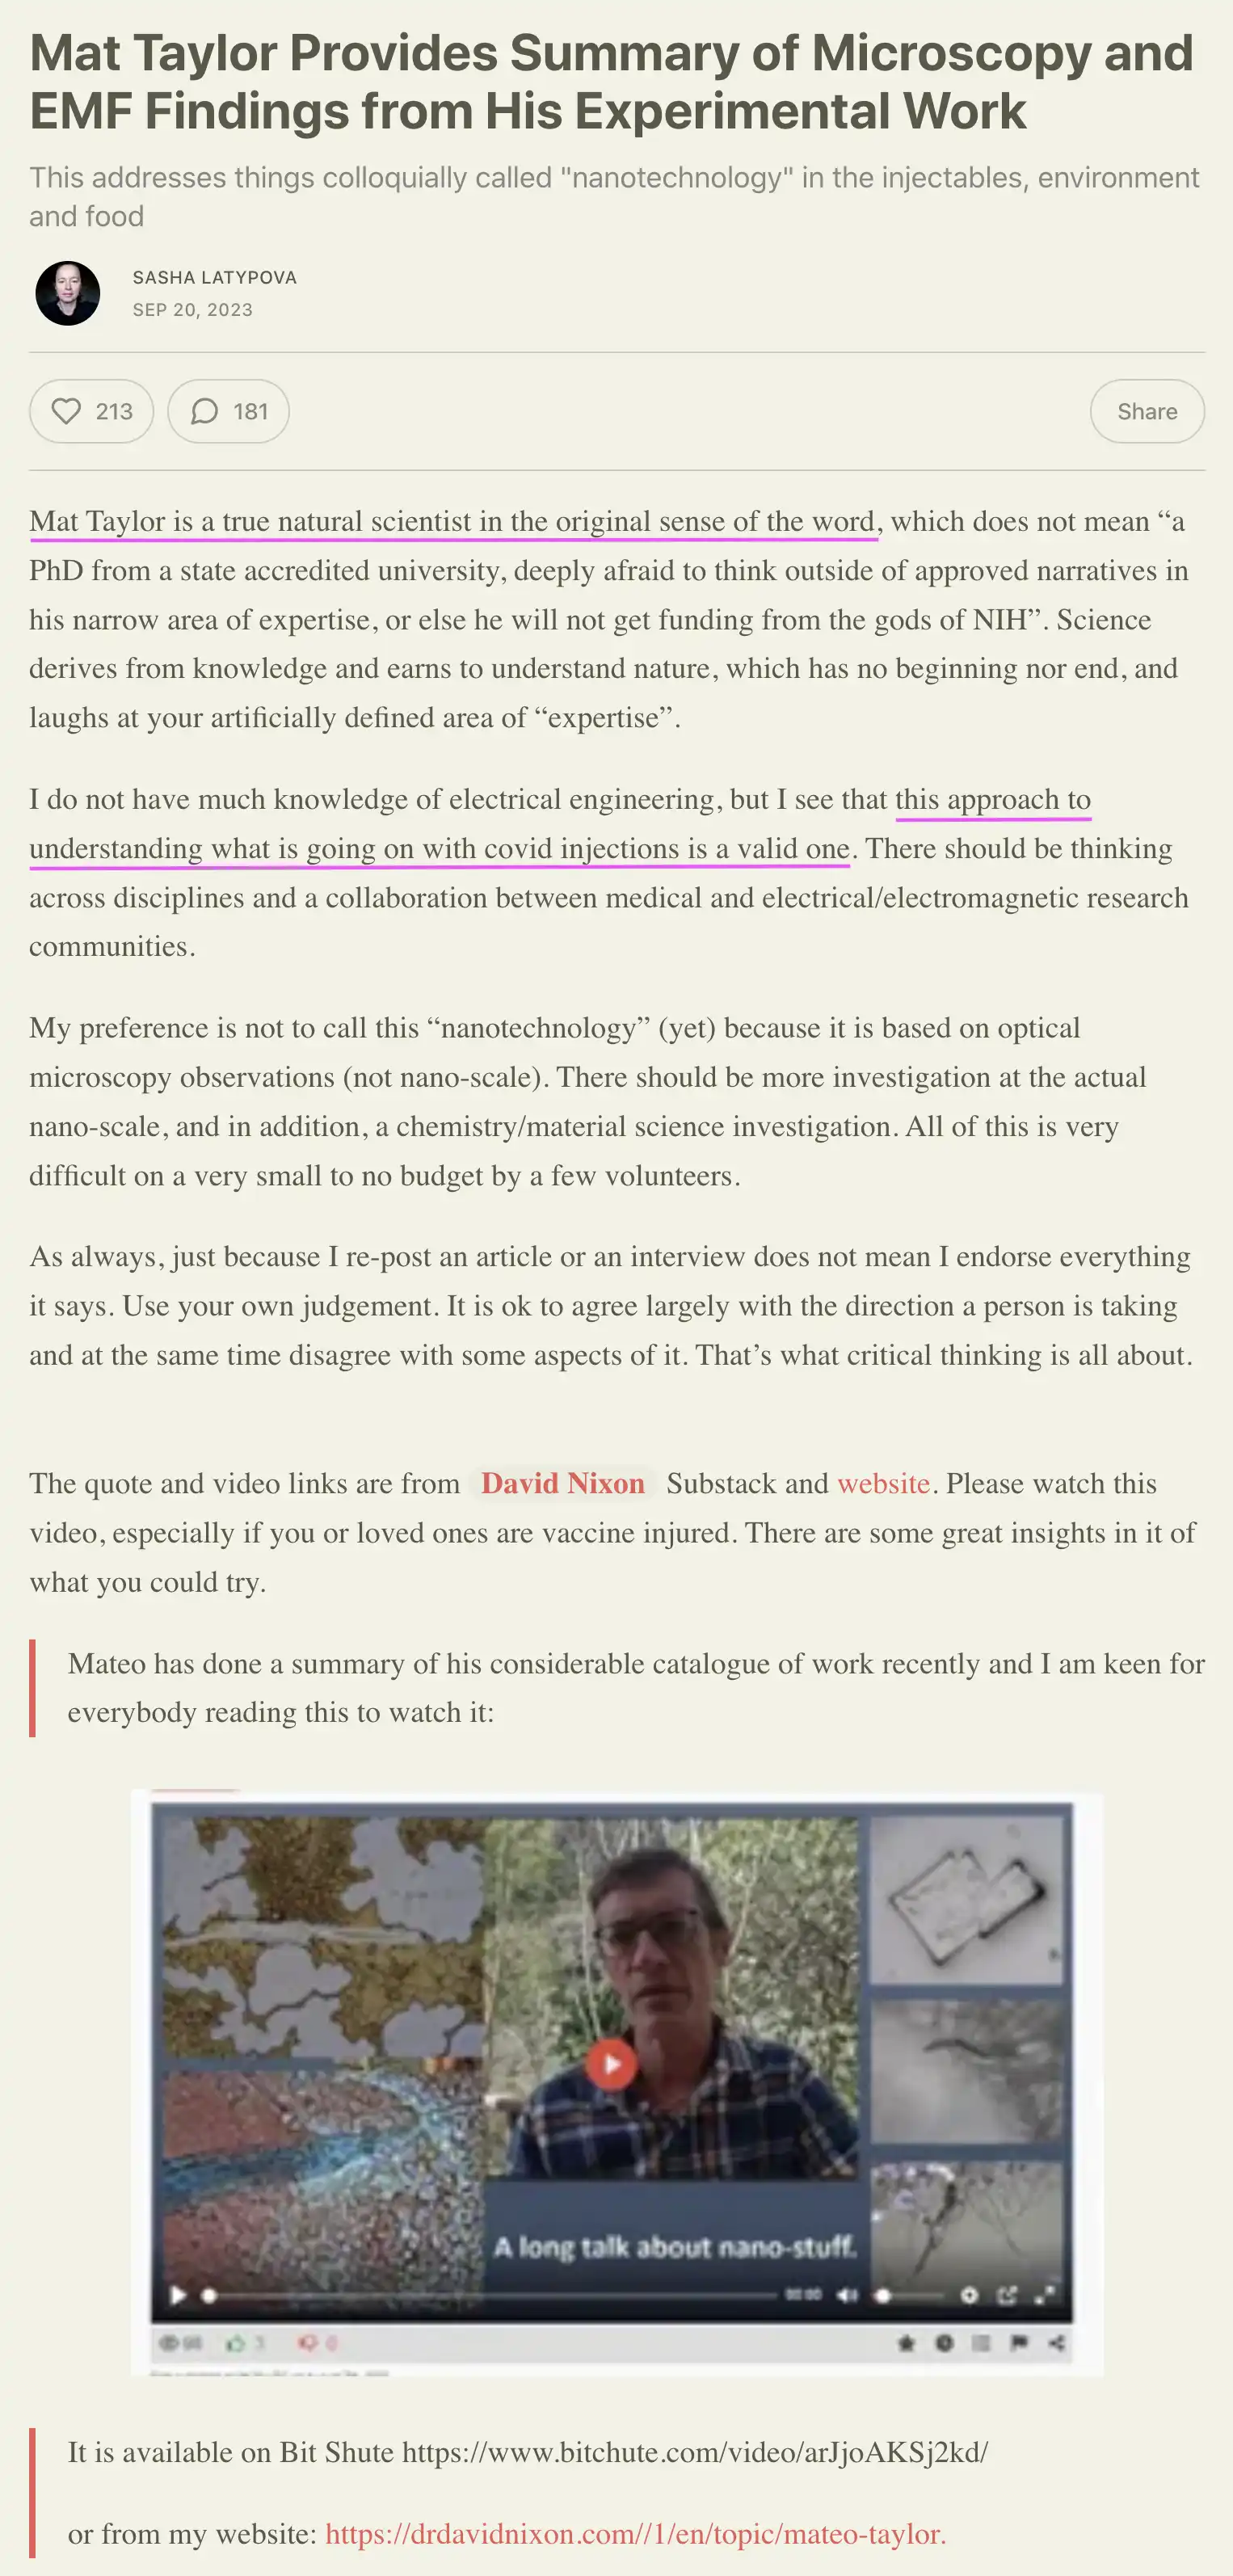 Mat Taylor Provides Summary of Microscopy and
EMF Findings from His Experimental Work
This addresses things colloquially called "nanotechnology" in the injectables, environment
and food
SASHA LATYPOVA
SEP 20, 2023
213
181
Share
Mat Taylor is a true natural scientist in the original sense of the word, which does not mean “a
PhD from a state accredited university, deeply afraid to think outside of approved narratives in
his narrow area of expertise, or else he will not get funding from the gods of NIH”. Science
derives from knowledge and earns to understand nature, which has no beginning nor end, and
laughs at your artificially defined area of “expertise”.
I do not have much knowledge of electrical engineering, but I see that this approach to
understanding what is going on with covid injections is a valid one. There should be thinking
across disciplines and a collaboration between medical and electrical/electromagnetic research
communities.
My preference is not to call this “nanotechnology” (yet) because it is based on optical
microscopy observations (not nano-scale). There should be more investigation at the actual
nano-scale, and in addition, a chemistry/material science investigation. All of this is very
difficult on a very small to no budget by a few volunteers.
As always, just because I re-post an article or an interview does not mean I endorse everything
it says. Use your own judgement. It is ok to agree largely with the direction a person is taking
and at the same time disagree with some aspects of it. That’s what critical thinking is all about.
The quote and video links are from David Nixon Substack and website. Please watch this
video, especially if you or loved ones are vaccine injured. There are some great insights in it of
what you could try.
Mateo has done a summary of his considerable catalogue of work recently and I am keen for
everybody reading this to watch it:
A long talk about nano-stuff.
00:00
3
0
It is available on Bit Shute https://www.bitchute.com/video/arJjoAKSj2kd/
or from my website: https://drdavidnixon.com//1/en/topic/mateo-taylor.